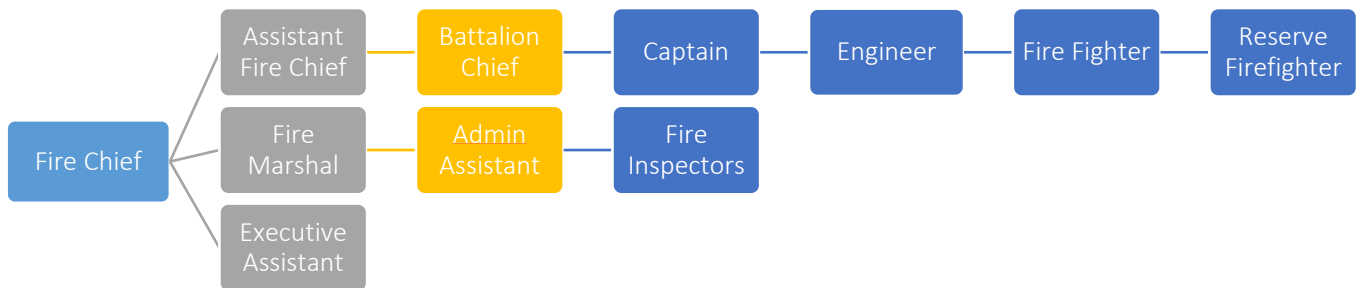 Assistant
Fire Chief
Battalion
Chief
Captain
Engineer
Fire Fighter
Reserve
Firefighter
Fire Chief
Fire
Marshal
Admin
Assistant
Fire
Inspectors
Executive
Assistant